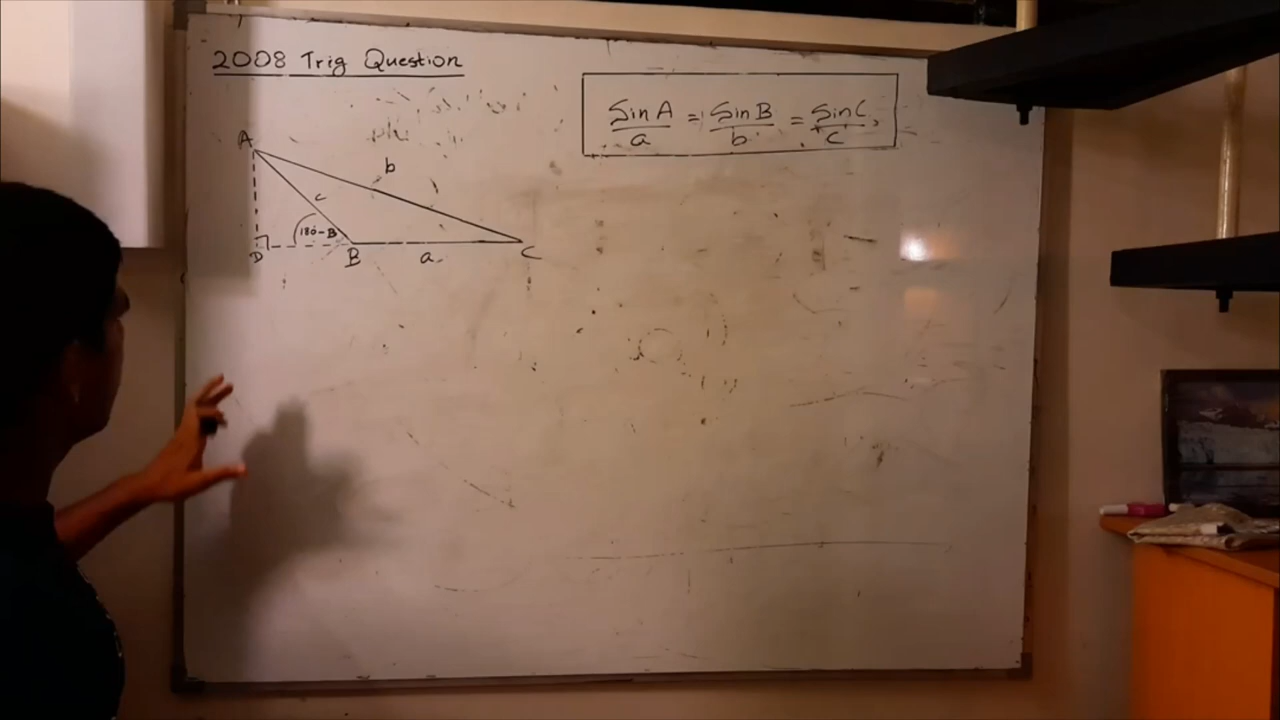 2008 Trig Question
Sin A / a = Sin B / b = Sin C / c
A
b
c
180-B
D
B
a
C